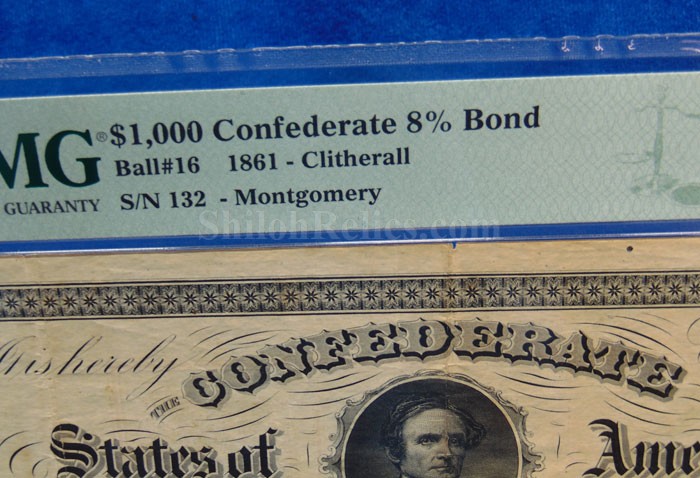 MG® $1,000 Confederate 8% Bond
GUARANTY Ball#16 1861 - Clitherall
S/N 132 - Montgomery
ShilohRelics.com
hereby
THE CONFEDERATE
States of Ame